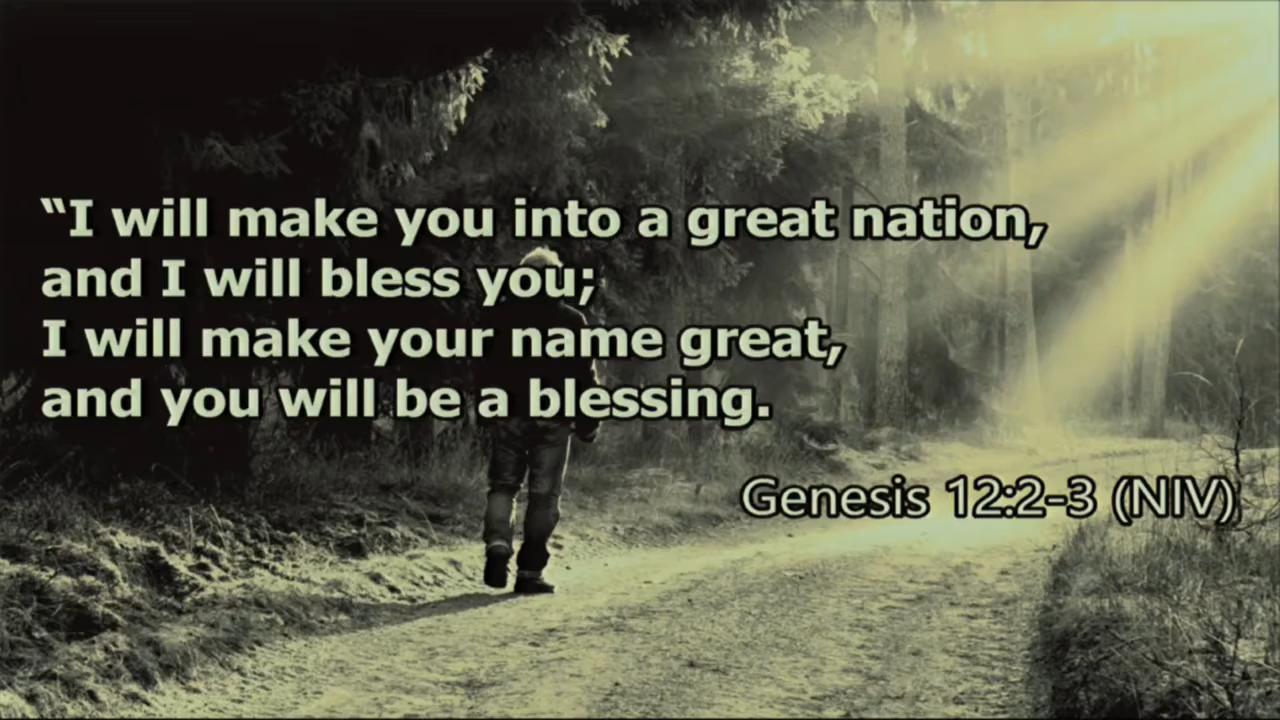 “I will make you into a great nation,
and I will bless you;
I will make your name great,
and you will be a blessing.
Genesis 12:2-3 (NIV)